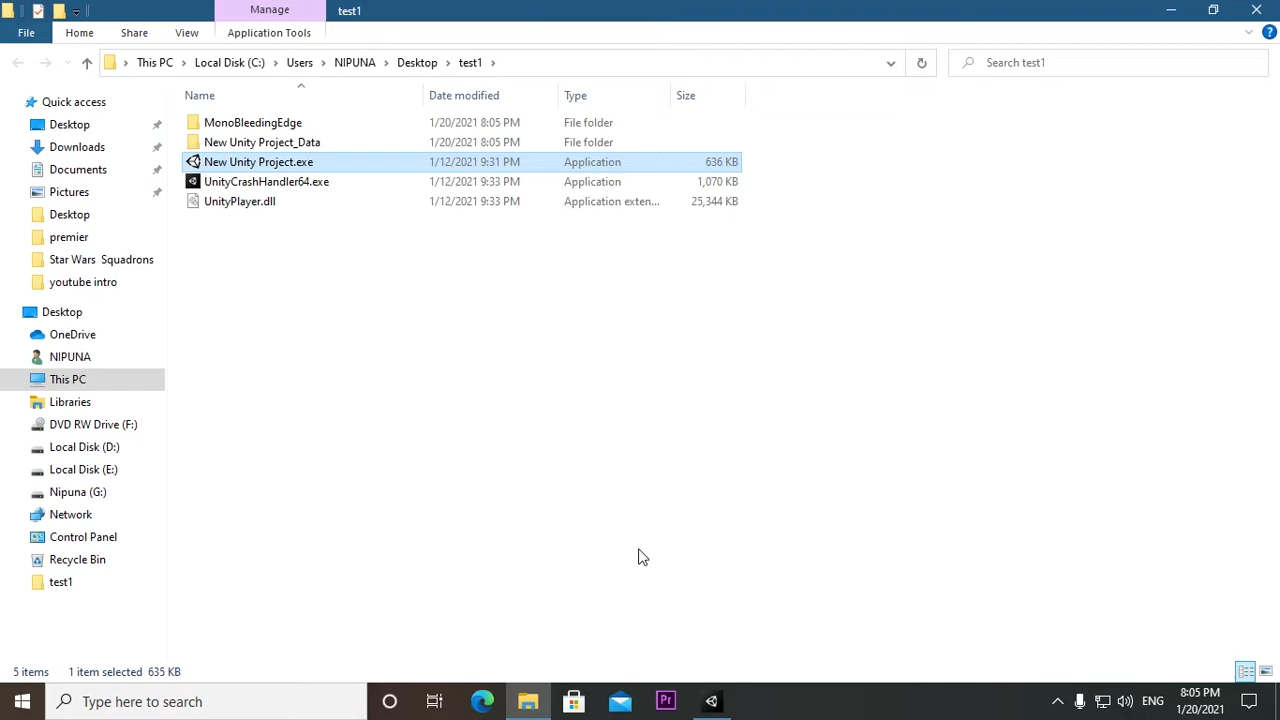 Manage
test1
File
Home
Share
View
Application Tools
This PC
Local Disk (C:)
Users
NIPUNA
Desktop
test1
Search test1
Name
Date modified
Type
Size
MonoBleedingEdge
1/20/2021 8:05 PM
File folder
New Unity Project_Data
1/20/2021 8:05 PM
File folder
New Unity Project.exe
1/12/2021 9:31 PM
Application
636 KB
UnityCrashHandler64.exe
1/12/2021 9:33 PM
Application
1,070 KB
UnityPlayer.dll
1/12/2021 9:33 PM
Application exten...
25,344 KB
Quick access
Desktop
Downloads
Documents
Pictures
Desktop
premier
Star Wars Squadrons
youtube intro
Desktop
OneDrive
NIPUNA
This PC
Libraries
DVD RW Drive (F:)
Local Disk (D:)
Local Disk (E:)
Nipuna (G:)
Network
Control Panel
Recycle Bin
test1
5 items
1 item selected 635 KB
Type here to search
Pr
ENG
8:05 PM
1/20/2021